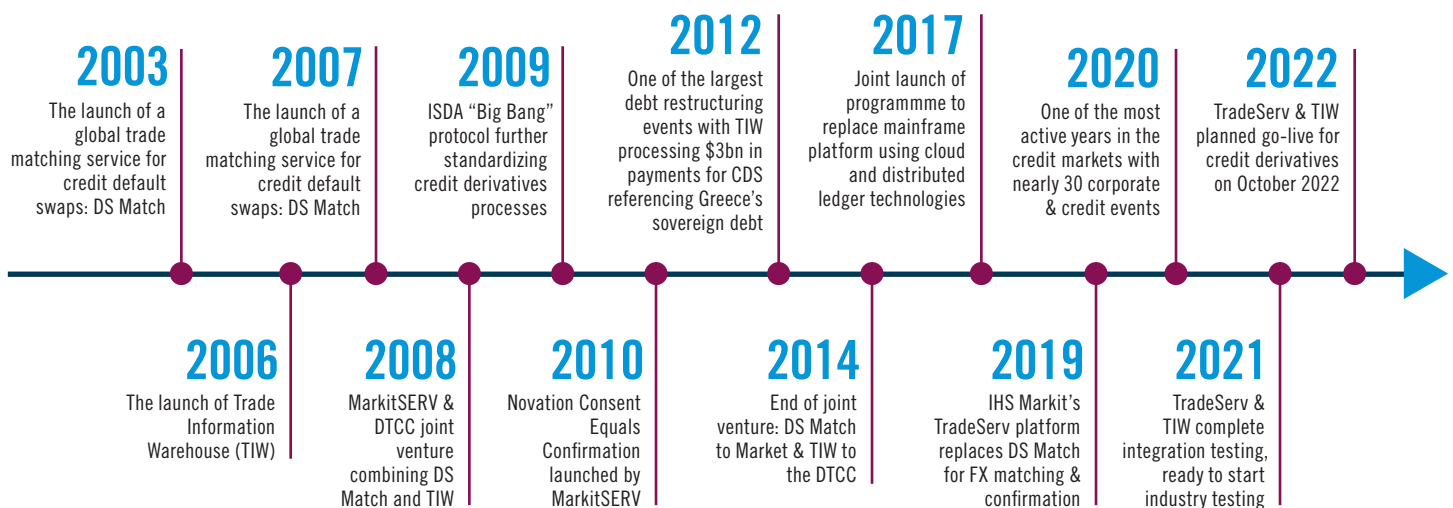 2003
The launch of a
global trade
matching service for
credit default
swaps: DS Match
2007
The launch of a
global trade
matching service for
credit default
swaps: DS Match
2009
ISDA “Big Bang”
protocol further
standardizing
credit derivatives
processes
2012
One of the largest
debt restructuring
events with TIW
processing $3bn in
payments for CDS
referencing Greece’s
sovereign debt
2017
Joint launch of
programmme to
replace mainframe
platform using cloud
and distributed
ledger technologies
2020
One of the most
active years in the
credit markets with
nearly 30 corporate
& credit events
2022
TradeServ & TIW
planned go-live for
credit derivatives
on October 2022
2006
The launch of Trade
Information
Warehouse (TIW)
2008
MarkitSERV &
DTCC joint
venture
combining DS
Match and TIW
2010
Novation Consent
Equals
Confirmation
launched by
MarkitSERV
2014
End of joint
venture: DS Match
to Market & TIW to
the DTCC
2019
IHS Markit’s
TradeServ platform
replaces DS Match
for FX matching &
confirmation
2021
TradeServ &
TIW complete
integration testing,
ready to start
industry testing